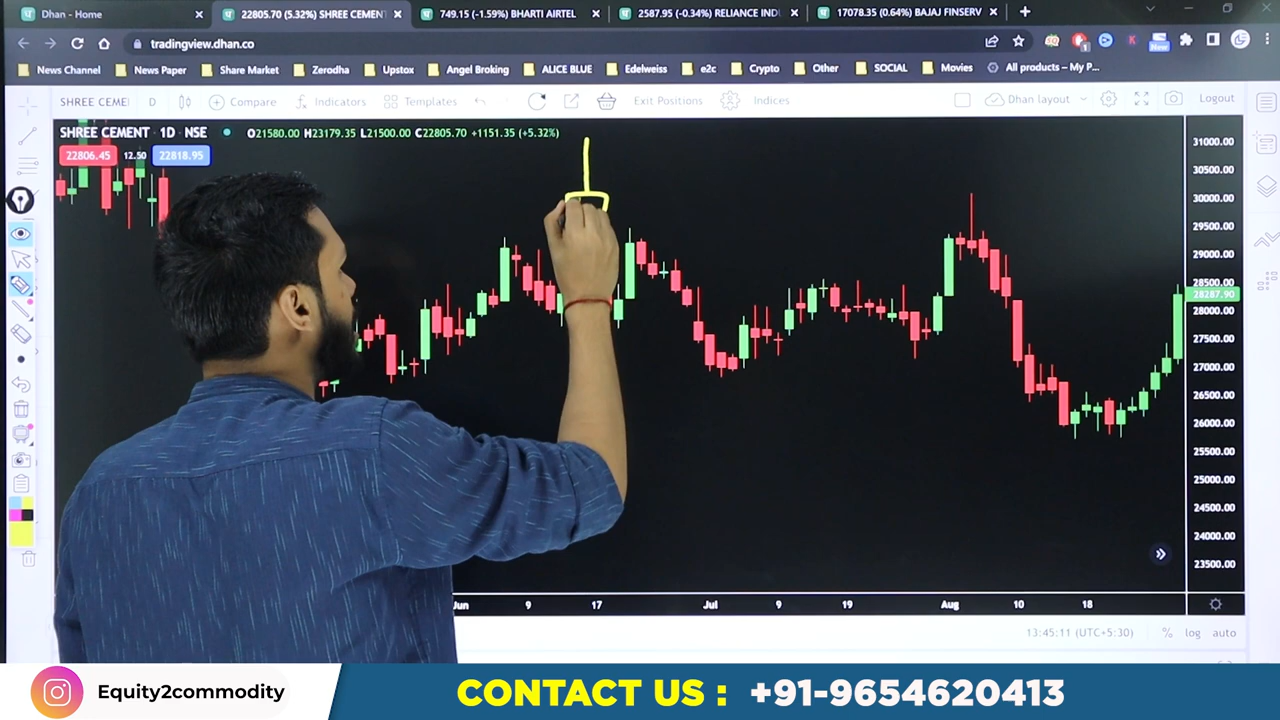 Dhan - Home
22805.70 (5.32%) SHREE CEMENT
749.15 (-1.59%) BHARTI AIRTEL
2587.95 (-0.34%) RELIANCE IND
17078.35 (0.64%) BAJAJ FINSERV
tradingview.dhan.co
1
K
New
News Channel
News Paper
Share Market
Zerodha
Upstox
Angel Broking
ALICE BLUE
Edelweiss
e2c
Crypto
Other
SOCIAL
Movies
All products – My P...
SHREE CEME
D
Compare
Indicators
Templates
Exit Positions
Indices
Dhan layout
Logout
SHREE CEMENT · 1D · NSE
O21580.00 H23179.35 L21500.00 C22805.70 +1151.35 (+5.32%)
22806.45 12.50 22818.95
31000.00
30500.00
30000.00
29500.00
29000.00
28500.00
28287.90
28000.00
27500.00
27000.00
26500.00
26000.00
25500.00
25000.00
24500.00
24000.00
23500.00
Jun 9 17 Jul 9 19 Aug 10 18
13:45:11 (UTC+5:30) % log auto
Equity2commodity
CONTACT US : +91-9654620413